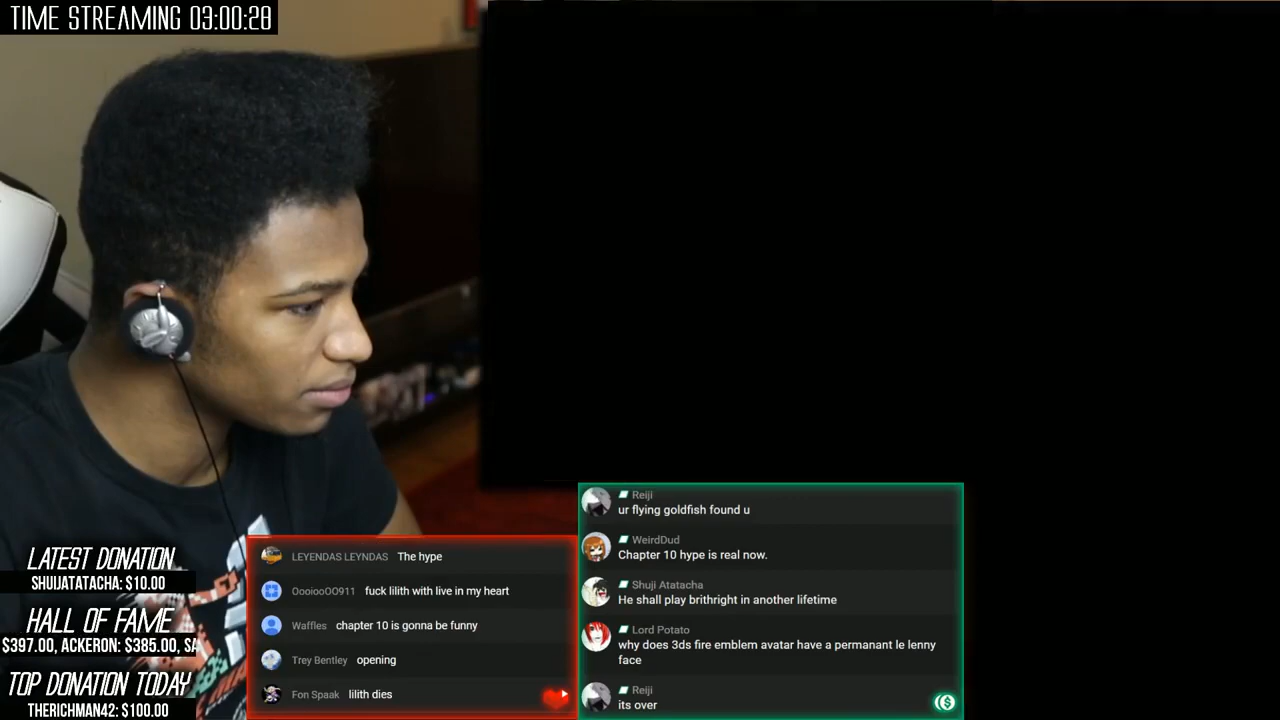 TIME STREAMING 03:00:28
LATEST DONATION
SHUJIATATACHA: $10.00
HALL OF FAME
$397.00, ACKERON: $385.00, SA
TOP DONATION TODAY
THERICHMAN42: $100.00
LEYENDAS LEYNDAS The hype
OooiooOO911 fuck lilith with live in my heart
Waffles chapter 10 is gonna be funny
Trey Bentley opening
Fon Spaak lilith dies
Reiji
ur flying goldfish found u
WeirdDud
Chapter 10 hype is real now.
Shuji Atatacha
He shall play brithright in another lifetime
Lord Potato
why does 3ds fire emblem avatar have a permanant le lenny
face
Reiji
its over